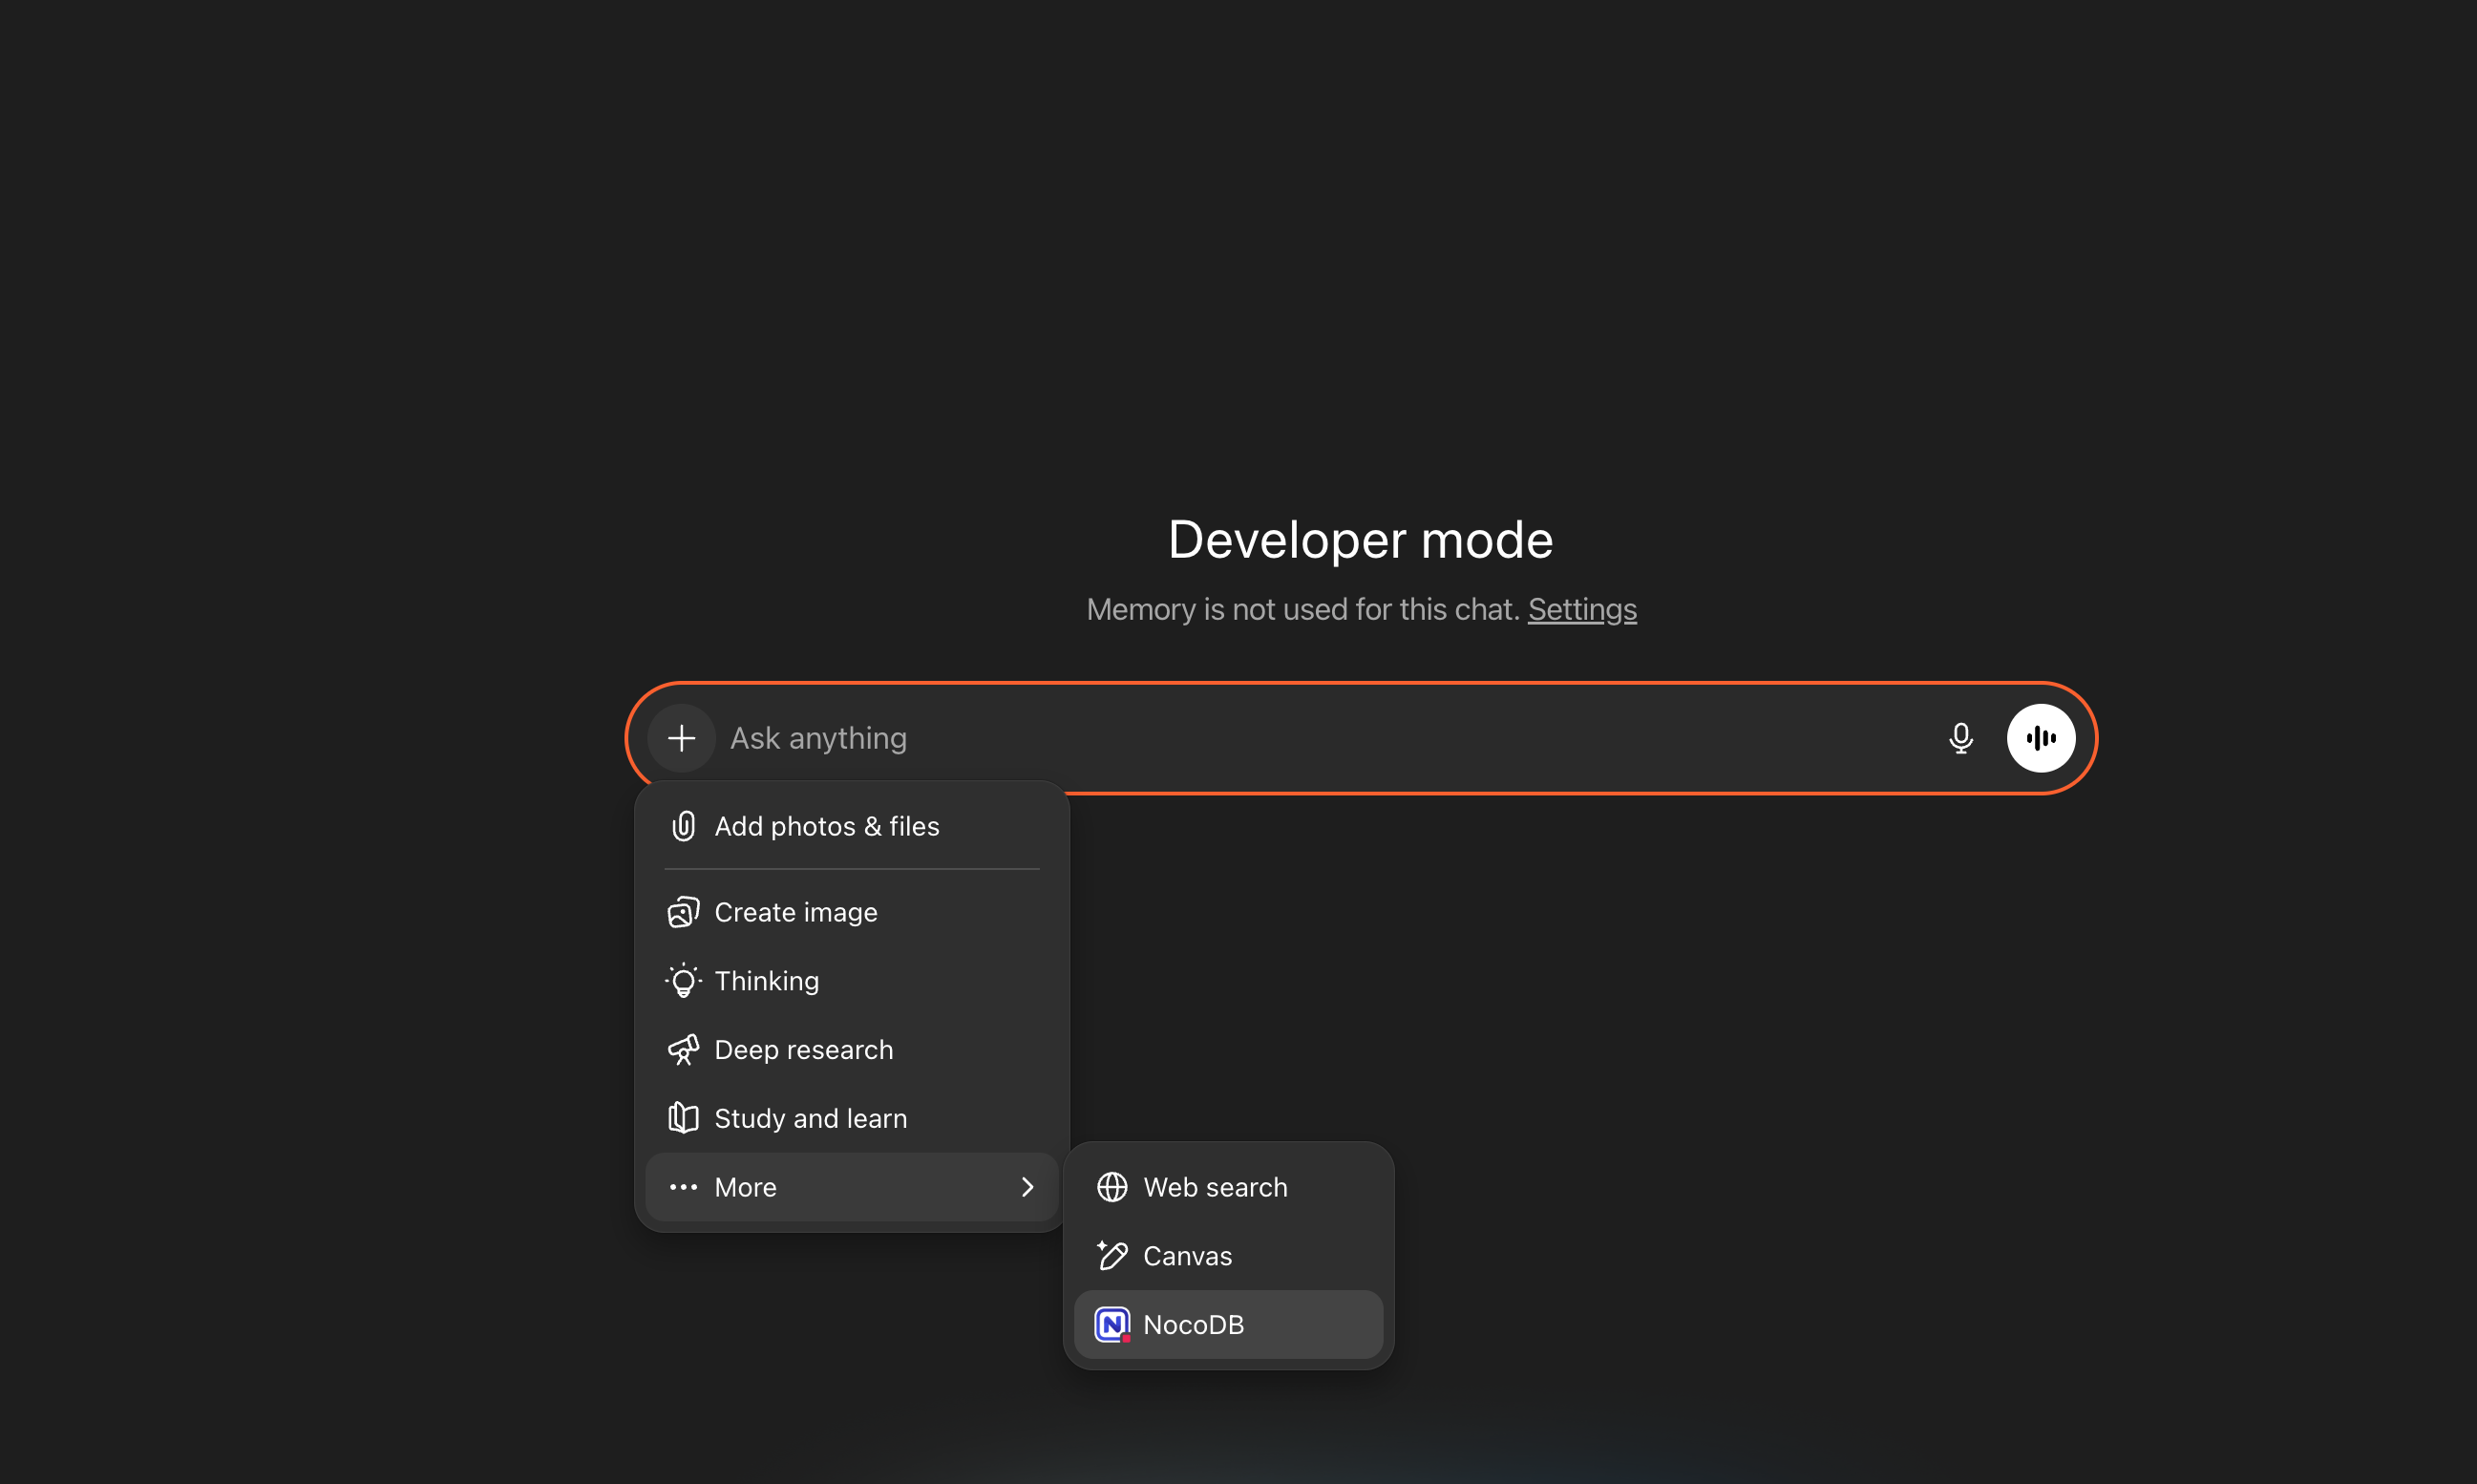 Developer mode
Memory is not used for this chat. Settings
Ask anything
Add photos & files
Create image
Thinking
Deep research
Study and learn
More
Web search
Canvas
NocoDB